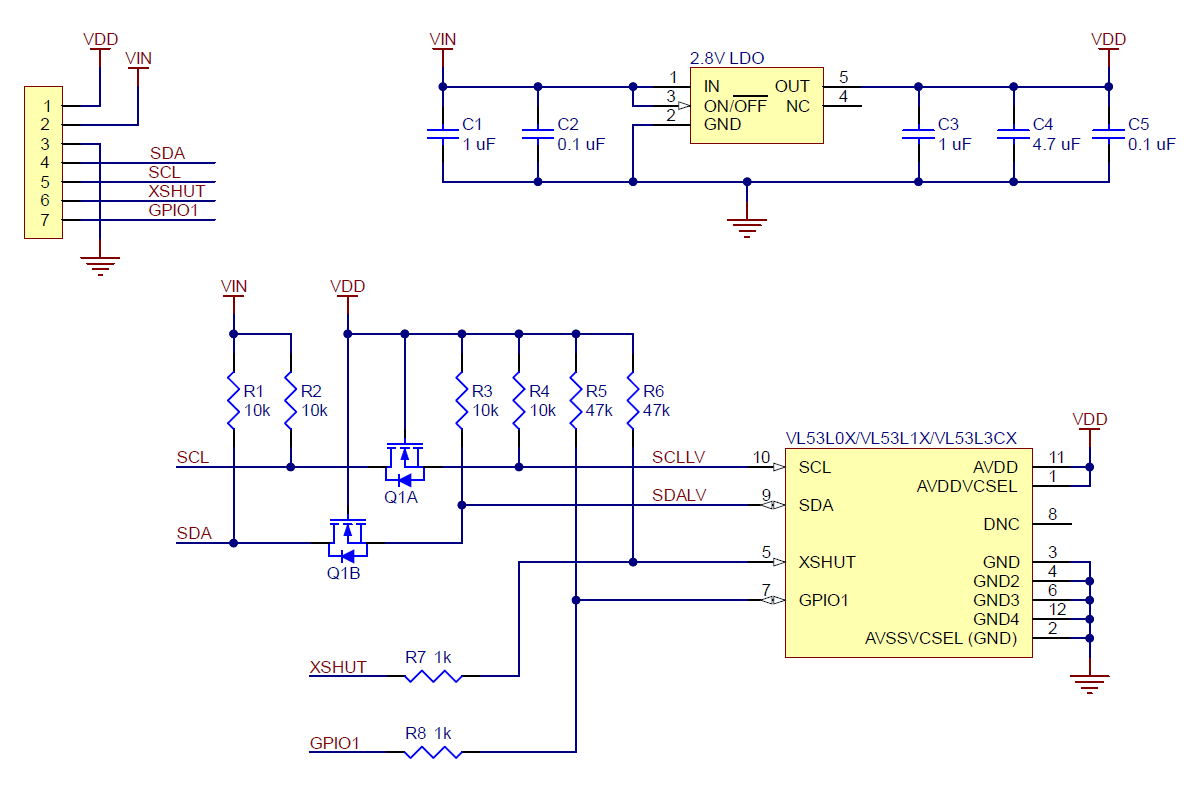 VDD
VIN
1
2
3
4
5
6
7
SDA
SCL
XSHUT
GPIO1
VIN
2.8V LDO
VDD
1
3
2
IN
ON/OFF
GND
OUT
NC
5
4
C1
1 uF
C2
0.1 uF
C3
1 uF
C4
4.7 uF
C5
0.1 uF
VIN
VDD
R1
10k
R2
10k
R3
10k
R4
10k
R5
47k
R6
47k
SCL
Q1A
SDA
Q1B
SCLLV
SDALV
VL53L0X/VL53L1X/VL53L3CX
VDD
10
9
5
7
SCL
SDA
XSHUT
GPIO1
AVDD
AVDDVCSEL
DNC
GND
GND2
GND3
GND4
AVSSVCSEL (GND)
11
1
8
3
4
6
12
2
XSHUT
R7 1k
GPIO1
R8 1k